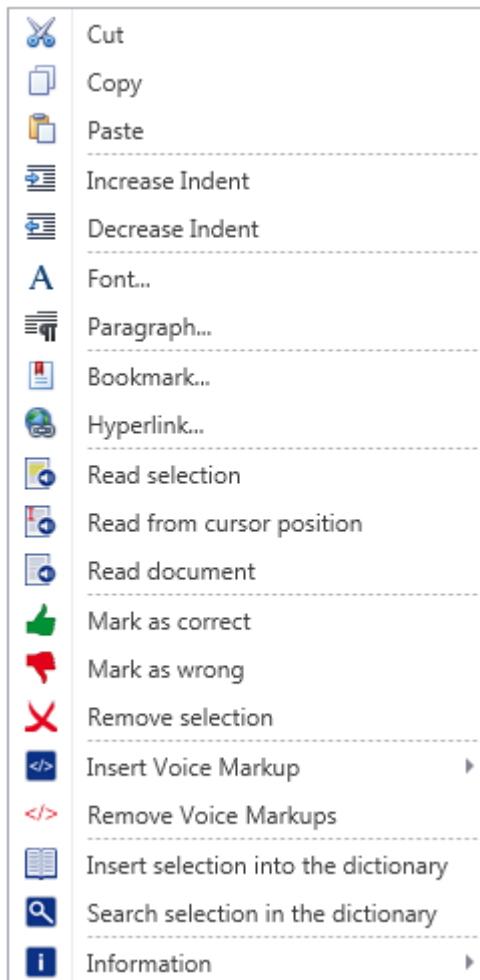 Cut
Copy
Paste
Increase Indent
Decrease Indent
Font...
Paragraph...
Bookmark...
Hyperlink...
Read selection
Read from cursor position
Read document
Mark as correct
Mark as wrong
Remove selection
Insert Voice Markup
Remove Voice Markups
Insert selection into the dictionary
Search selection in the dictionary
Information